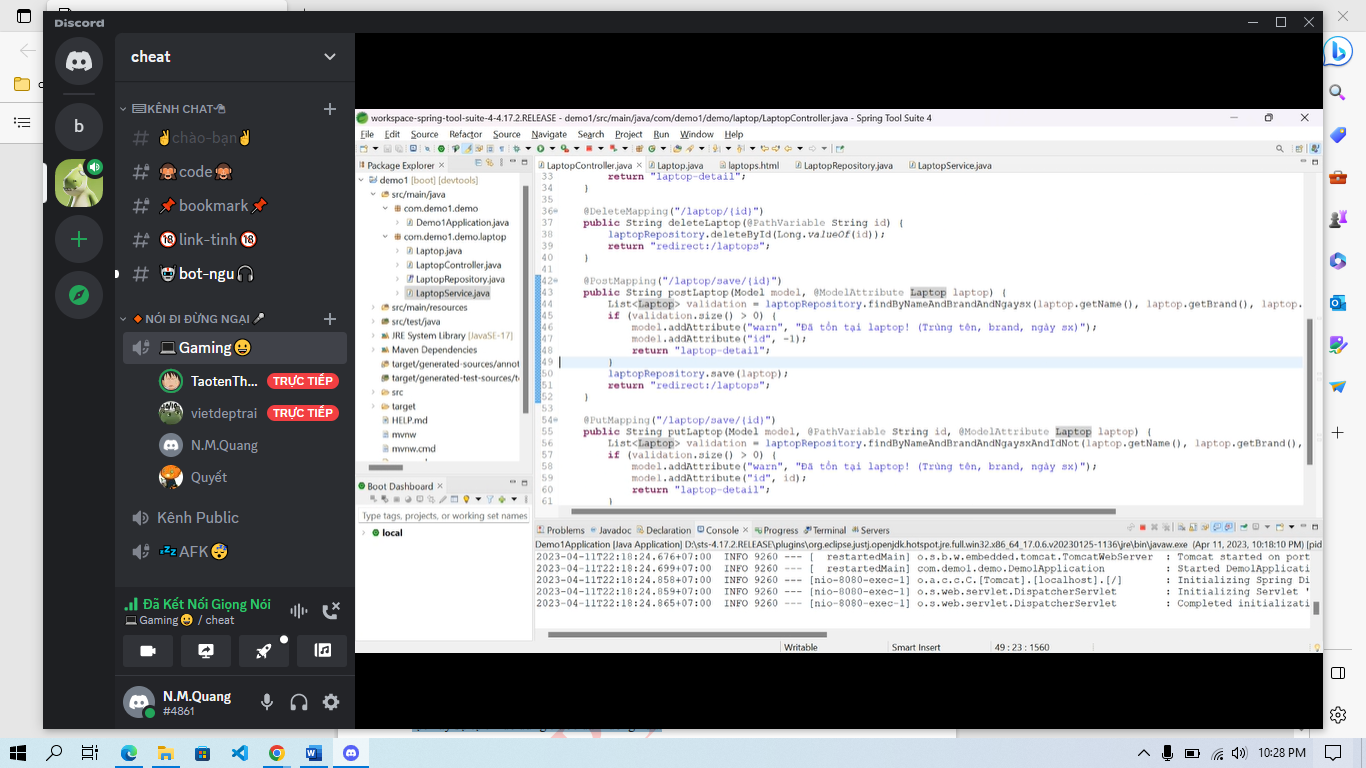 Discord
cheat
KÊNH CHAT
chào-bạn
code
bookmark
link-tinh
bot-ngu
NÓI ĐI ĐỪNG NGẠI
Gaming
TaotenTh... TRỰC TIẾP
vietdeptrai TRỰC TIẾP
N.M.Quang
Quyết
Kênh Public
AFK
Đã Kết Nối Giọng Nói
Gaming / cheat
N.M.Quang
#4861
b
workspace-spring-tool-suite-4-4.17.2.RELEASE - demo1/src/main/java/com/demo1/demo/laptop/LaptopController.java - Spring Tool Suite 4
File Edit Source Refactor Source Navigate Search Project Run Window Help
Package Explorer
demo1 [boot] [devtools]
src/main/java
com.demo1.demo
Demo1Application.java
com.demo1.demo.laptop
Laptop.java
LaptopController.java
LaptopRepository.java
LaptopService.java
src/main/resources
src/test/java
JRE System Library [JavaSE-17]
Maven Dependencies
target/generated-sources/annot
target/generated-test-sources/t
src
target
HELP.md
mvnw
mvnw.cmd
Boot Dashboard
Type tags, projects, or working set names
local
LaptopController.java Laptop.java laptops.html LaptopRepository.java LaptopService.java
33 return "laptop-detail";
34 }
35
36 @DeleteMapping("/laptop/{id}")
37 public String deleteLaptop(@PathVariable String id) {
38 laptopRepository.deleteById(Long.valueOf(id));
39 return "redirect:/laptops";
40 }
41
42 @PostMapping("/laptop/save/{id}")
43 public String postLaptop(Model model, @ModelAttribute Laptop laptop) {
44 List<Laptop> validation = laptopRepository.findByNameAndBrandAndNgaysx(laptop.getName(), laptop.getBrand(), laptop.
45 if (validation.size() > 0) {
46 model.addAttribute("warn", "Đã tồn tại laptop! (Trùng tên, brand, ngày sx)");
47 model.addAttribute("id", -1);
48 return "laptop-detail";
49 }
50 laptopRepository.save(laptop);
51 return "redirect:/laptops";
52 }
53
54 @PutMapping("/laptop/save/{id}")
55 public String putLaptop(Model model, @PathVariable String id, @ModelAttribute Laptop laptop) {
56 List<Laptop> validation = laptopRepository.findByNameAndBrandAndNgaysxAndIdNot(laptop.getName(), laptop.getBrand(),
57 if (validation.size() > 0) {
58 model.addAttribute("warn", "Đã tồn tại laptop! (Trùng tên, brand, ngày sx)");
59 model.addAttribute("id", id);
60 return "laptop-detail";
61 }
Problems Javadoc Declaration Console Progress Terminal Servers
Demo1Application [Java Application] D:\sts-4.17.2.RELEASE\plugins\org.eclipse.justj.openjdk.hotspot.jre.full.win32.x86_64_17.0.6.v20230125-1136\jre\bin\javaw.exe (Apr 11, 2023, 10:18:10 PM) [pid
2023-04-11T22:18:24.676+07:00 INFO 9260 --- [ restartedMain] o.s.b.w.embedded.tomcat.TomcatWebServer : Tomcat started on port
2023-04-11T22:18:24.699+07:00 INFO 9260 --- [ restartedMain] com.demo1.demo.Demo1Application : Started Demo1Applicati
2023-04-11T22:18:24.858+07:00 INFO 9260 --- [nio-8080-exec-1] o.a.c.c.C.[Tomcat].[localhost].[/] : Initializing Spring Di
2023-04-11T22:18:24.859+07:00 INFO 9260 --- [nio-8080-exec-1] o.s.web.servlet.DispatcherServlet : Initializing Servlet '
2023-04-11T22:18:24.865+07:00 INFO 9260 --- [nio-8080-exec-1] o.s.web.servlet.DispatcherServlet : Completed initializati
Writable Smart Insert 49 : 23 : 1560
10:28 PM